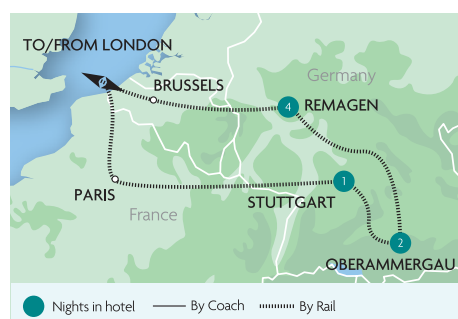 TO/FROM LONDON
BRUSSELS
Germany
4
REMAGEN
PARIS
1
STUTTGART
France
2
OBERAMMERGAU
Nights in hotel
By Coach
By Rail